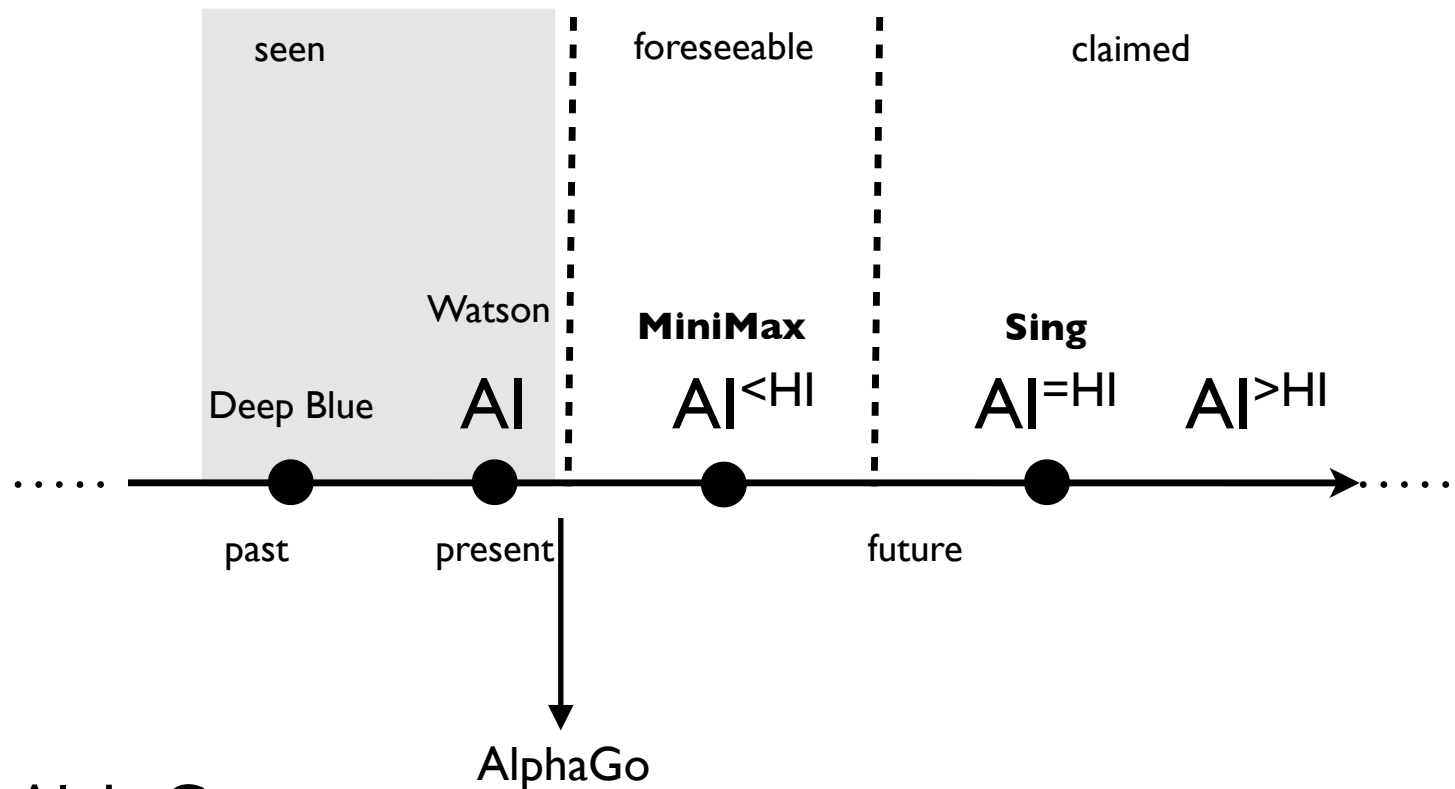 seen foreseeable claimed
Watson
MiniMax Sing
Deep Blue AI AI<HI AI=HI AI>HI
..... .....
past present future
AlphaGo